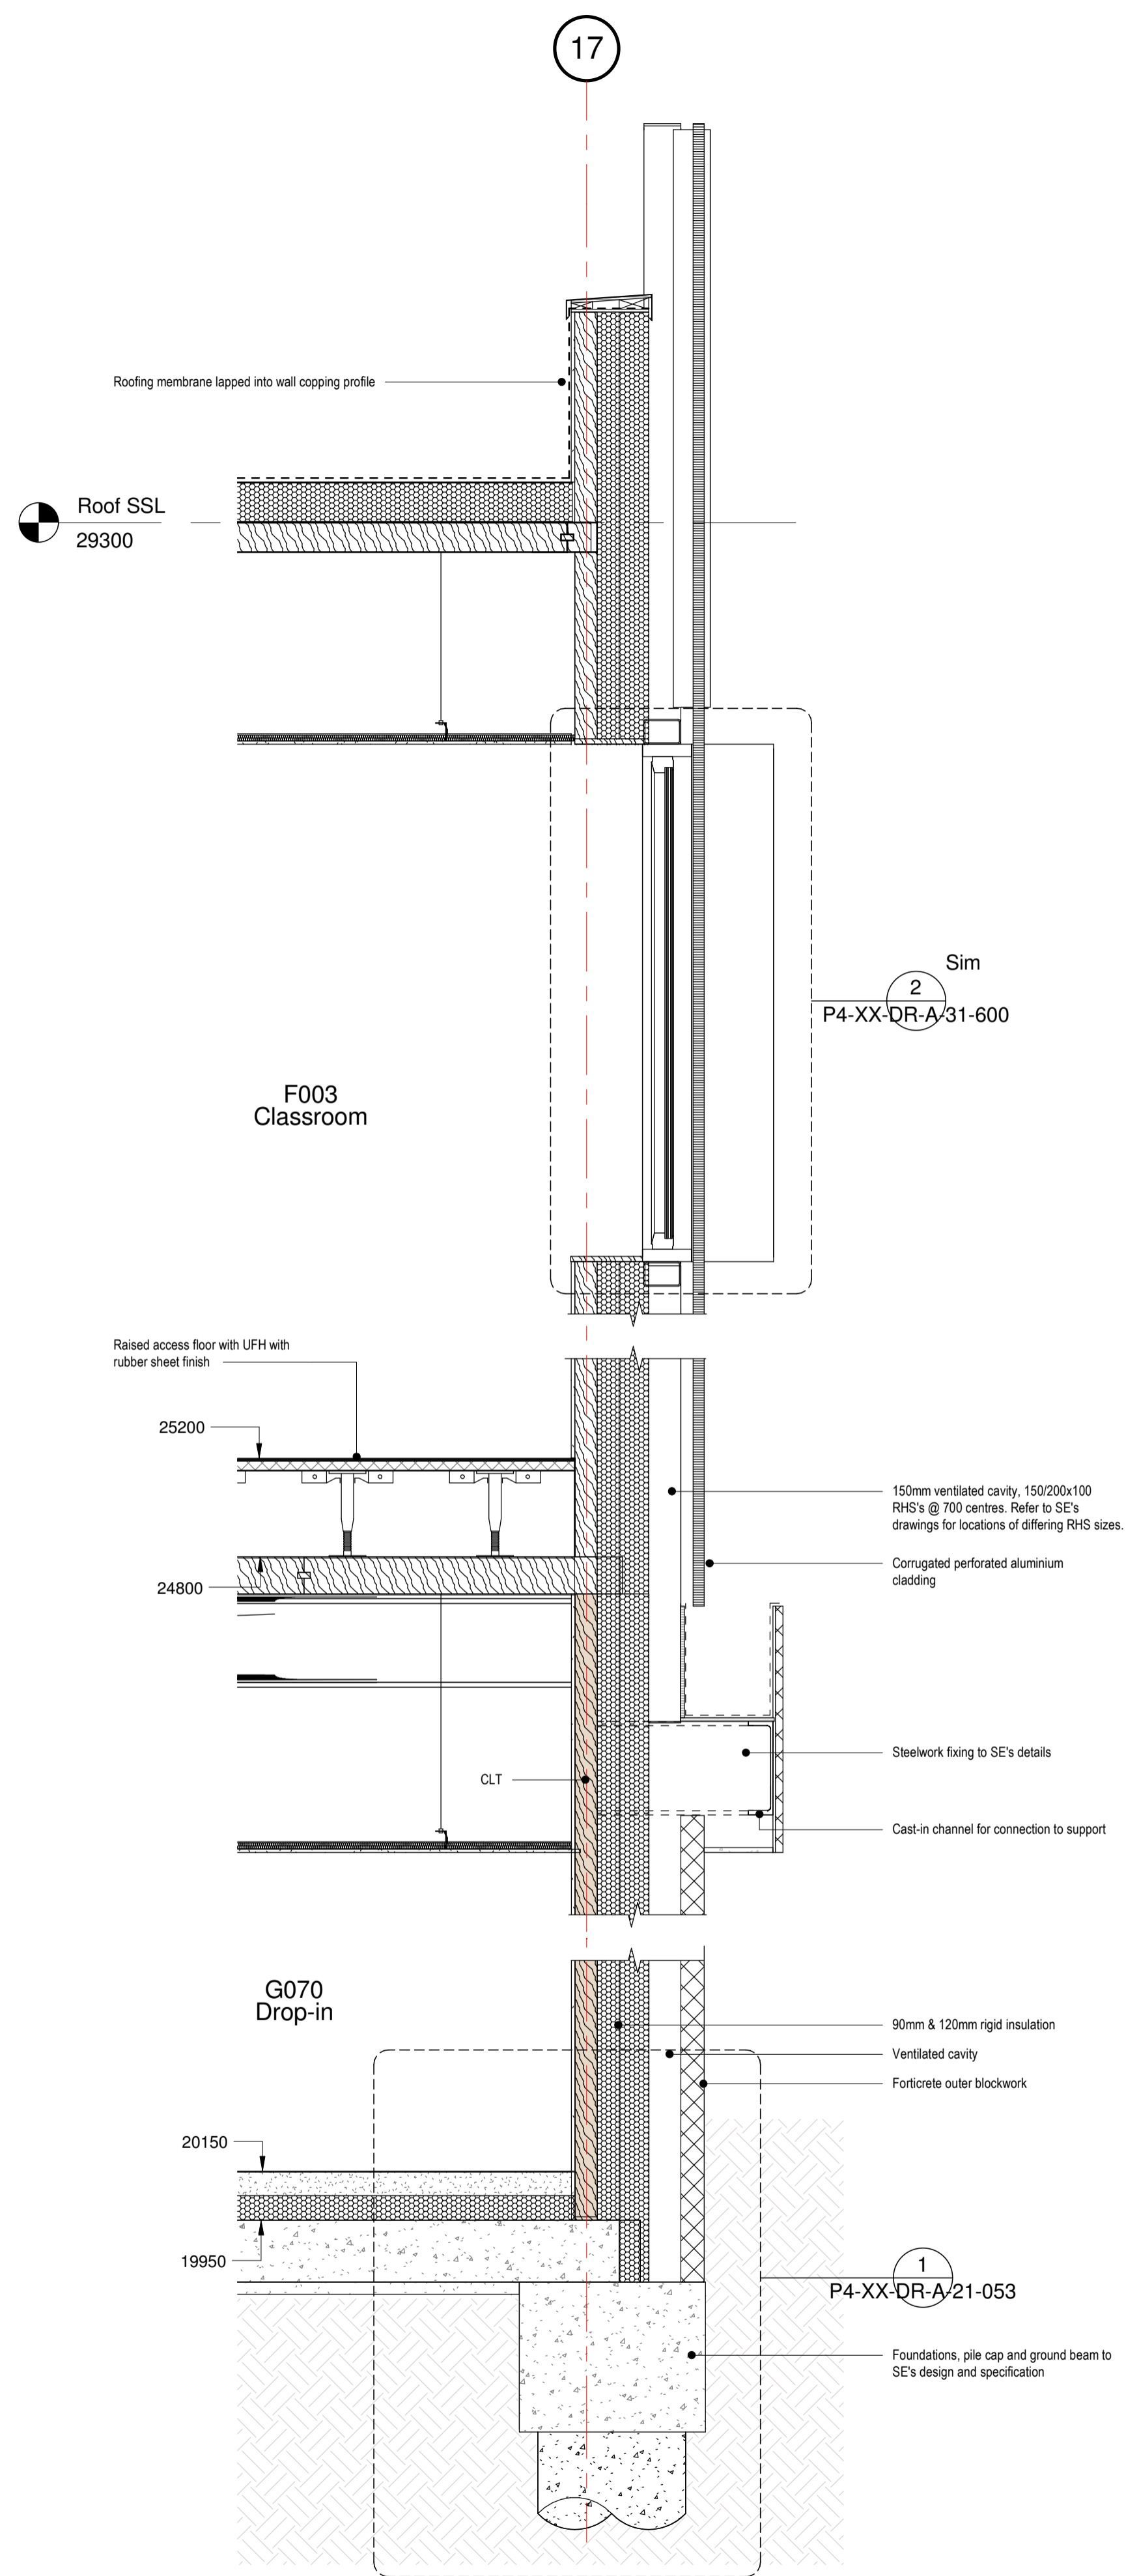 17
Roofing membrane lapped into wall copping profile
Roof SSL
29300
Sim
2
P4-XX-DR-A-31-600
F003
Classroom
Raised access floor with UFH with
rubber sheet finish
25200
150mm ventilated cavity, 150/200x100
RHS's @ 700 centres. Refer to SE's
drawings for locations of differing RHS sizes.
Corrugated perforated aluminium
cladding
24800
Steelwork fixing to SE's details
CLT
Cast-in channel for connection to support
G070
Drop-in
90mm & 120mm rigid insulation
Ventilated cavity
Forticrete outer blockwork
20150
19950
1
P4-XX-DR-A-21-053
Foundations, pile cap and ground beam to
SE's design and specification